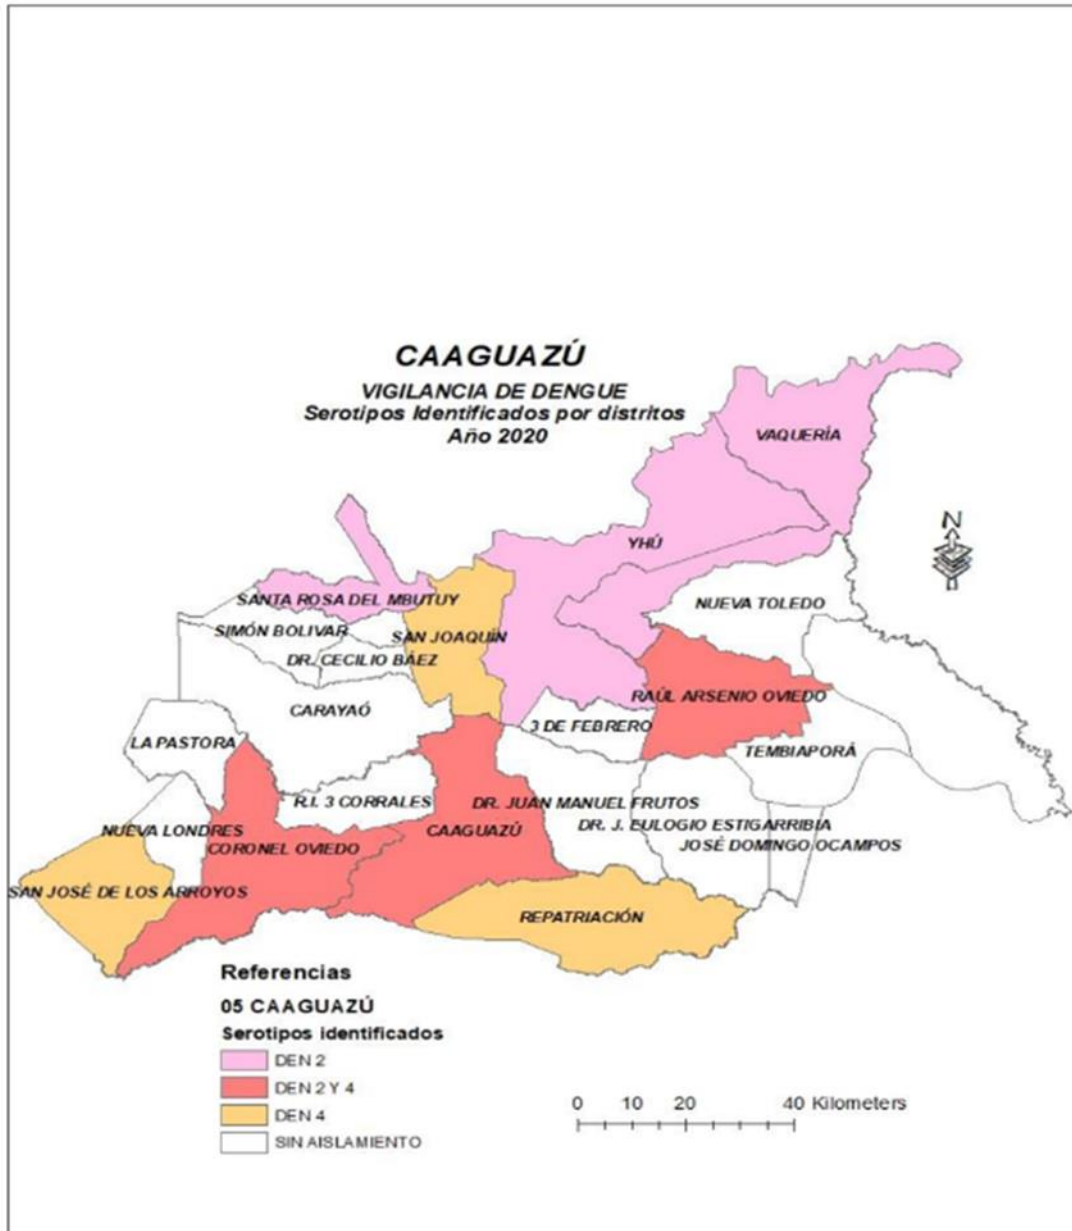 CAAGUAZÚ
VIGILANCIA DE DENGUE
Serotipos Identificados por distritos
Año 2020
VAQUERÍA
N
YHÚ
SANTA ROSA DEL MBUTUY
NUEVA TOLEDO
SIMÓN BOLIVAR
SAN JOAQUÍN
DR. CECILIO BÁEZ
RAÚL ARSENIO OVIEDO
CARAYAÓ
3 DE FEBRERO
LA PASTORA
TEMBIAPORÁ
R.I. 3 CORRALES
DR. JUAN MANUEL FRUTOS
NUEVA LONDRES
CAAGUAZÚ
DR. J. EULOGIO ESTIGARRIBIA
CORONEL OVIEDO
JOSÉ DOMINGO OCAMPOS
SAN JOSÉ DE LOS ARROYOS
REPATRIACIÓN
Referencias
05 CAAGUAZÚ
Serotipos identificados
DEN 2
DEN 2 Y 4
DEN 4
SIN AISLAMIENTO
0 10 20 40 Kilometers